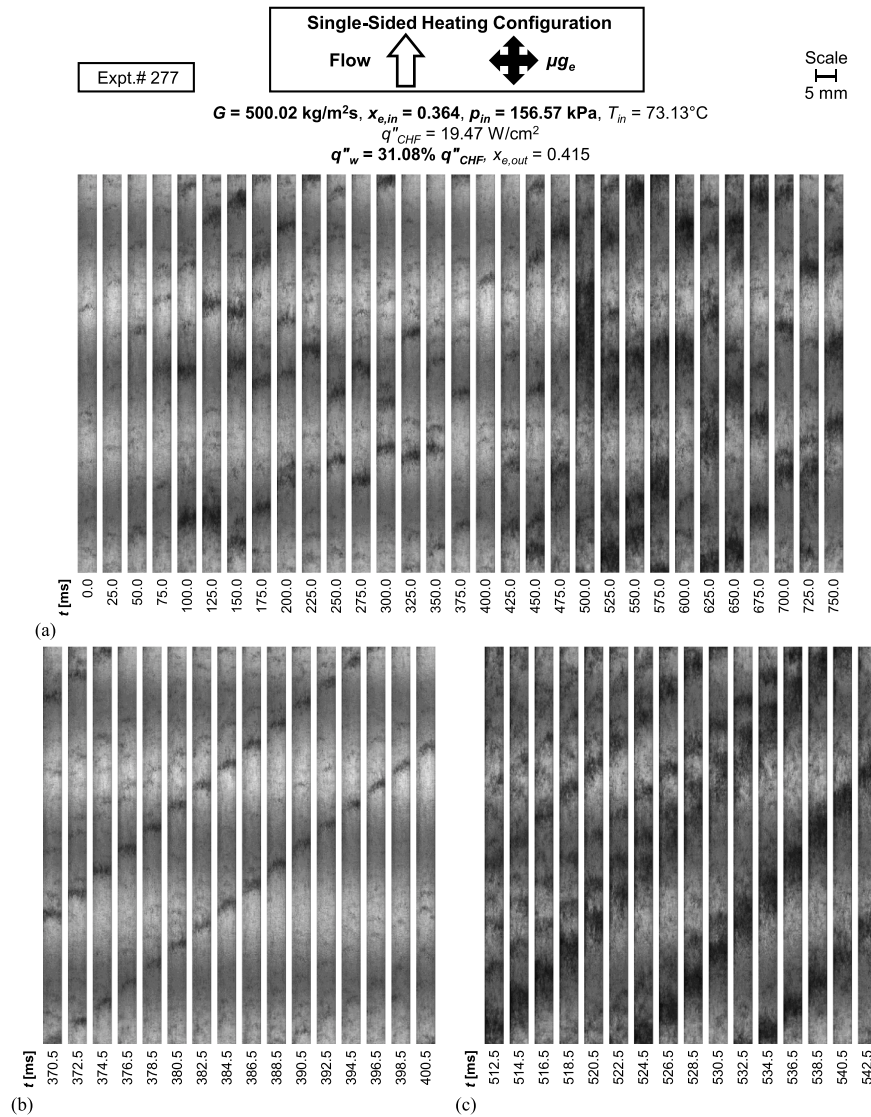 Single-Sided Heating Configuration
Flow
μgₑ
Expt.# 277
Scale
5 mm
G = 500.02 kg/m²s, xₑ,ᵢₙ = 0.364, pᵢₙ = 156.57 kPa, Tᵢₙ = 73.13°C
q"CHF = 19.47 W/cm²
q"w = 31.08% q"CHF, xe,out = 0.415
t [ms] 0.0 25.0 50.0 75.0 100.0 125.0 150.0 175.0 200.0 225.0 250.0 275.0 300.0 325.0 350.0 375.0 400.0 425.0 450.0 475.0 500.0 525.0 550.0 575.0 600.0 625.0 650.0 675.0 700.0 725.0 750.0
(a)
t [ms] 370.5 372.5 374.5 376.5 378.5 380.5 382.5 384.5 386.5 388.5 390.5 392.5 394.5 396.5 398.5 400.5
(b)
t [ms] 512.5 514.5 516.5 518.5 520.5 522.5 524.5 526.5 528.5 530.5 532.5 534.5 536.5 538.5 540.5 542.5
(c)